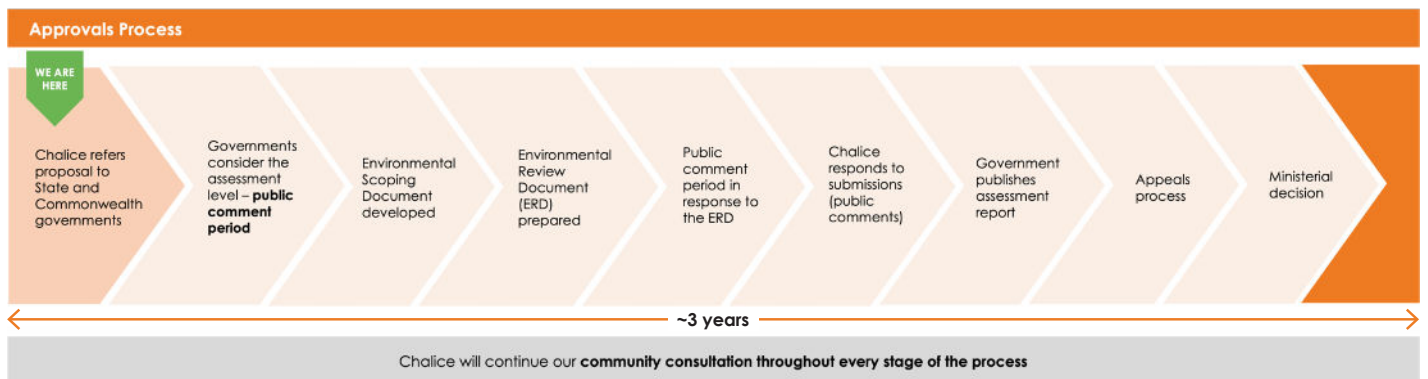 Approvals Process
WE ARE
HERE
Chalice refers
proposal to
State and
Commonwealth
governments
Governments
consider the
assessment
level – public
comment
period
Environmental
Scoping
Document
developed
Environmental
Review
Document
(ERD)
prepared
Public
comment
period in
response to
the ERD
Chalice
responds to
submissions
(public
comments)
Government
publishes
assessment
report
Appeals
process
Ministerial
decision
~3 years
Chalice will continue our community consultation throughout every stage of the process